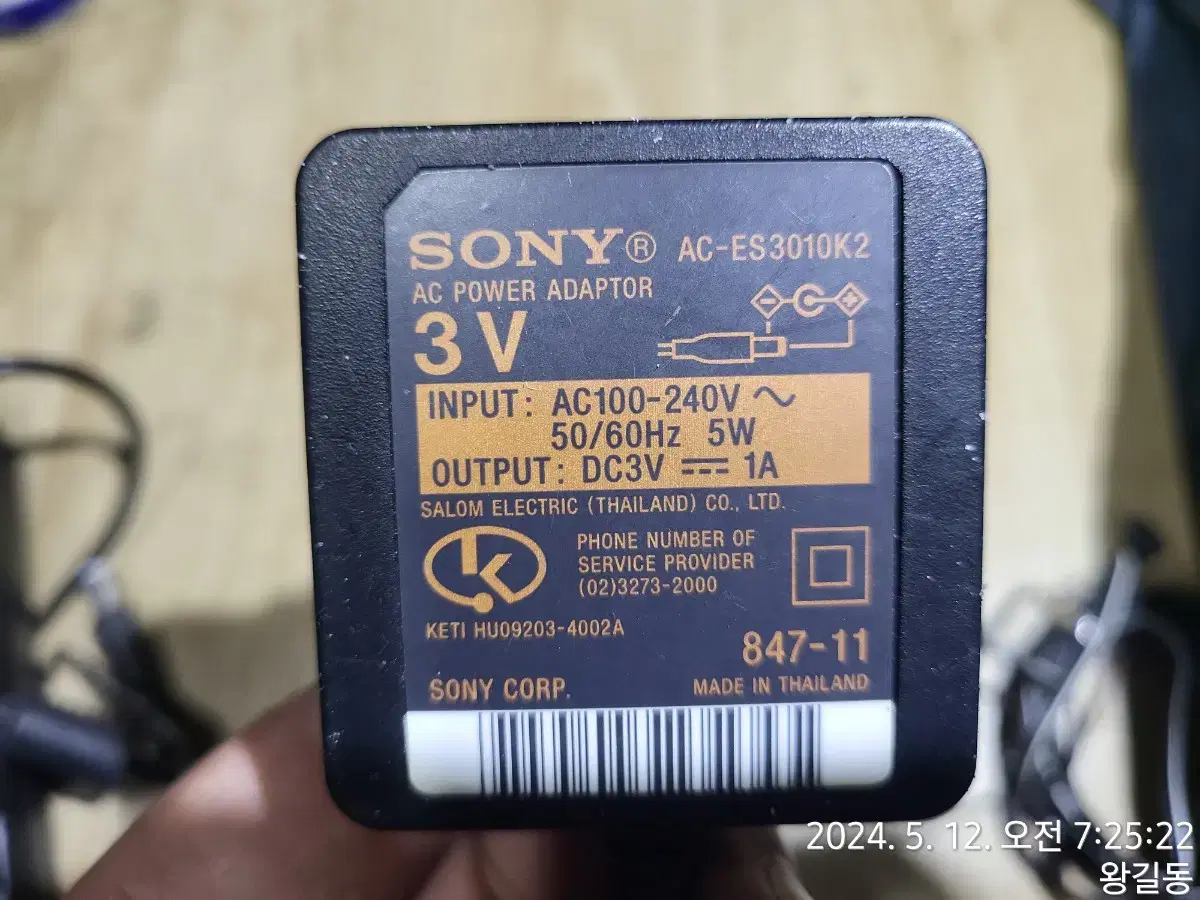 SONY® AC-ES3010K2
AC POWER ADAPTOR
3 V
INPUT: AC100-240V ~
50/60Hz 5W
OUTPUT: DC3V ⎓ 1A
SALOM ELECTRIC (THAILAND) CO., LTD.
PHONE NUMBER OF
SERVICE PROVIDER
(02)3273-2000
KETI HU09203-4002A
847-11
SONY CORP. MADE IN THAILAND
2024. 5. 12. 오전 7:25:22
왕길동